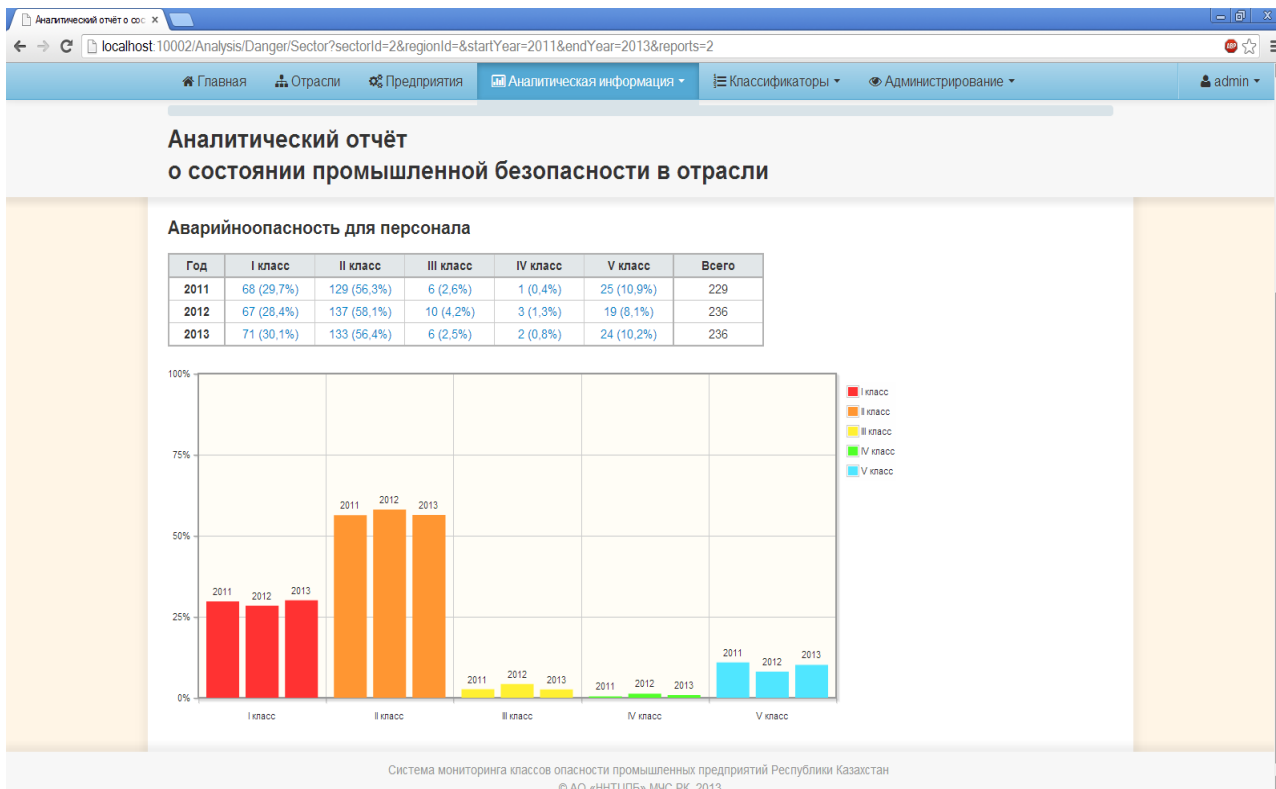 Аналитический отчёт о сос
localhost:10002/Analysis/Danger/Sector?sectorId=2&regionId=&startYear=2011&endYear=2013&reports=2
ABP
Главная Отрасли Предприятия Аналитическая информация Классификаторы Администрирование admin
Аналитический отчёт
о состоянии промышленной безопасности в отрасли
Аварийноопасность для персонала
Год I класс II класс III класс IV класс V класс Всего
2011 68 (29,7%) 129 (56,3%) 6 (2,6%) 1 (0,4%) 25 (10,9%) 229
2012 67 (28,4%) 137 (58,1%) 10 (4,2%) 3 (1,3%) 19 (8,1%) 236
2013 71 (30,1%) 133 (56,4%) 6 (2,5%) 2 (0,8%) 24 (10,2%) 236
100%
75%
50%
25%
0%
2011 2012 2013
2011 2012 2013
2011 2012 2013
2011 2012 2013
2011 2012 2013
I класс II класс III класс IV класс V класс
I класс
II класс
III класс
IV класс
V класс
Система мониторинга классов опасности промышленных предприятий Республики Казахстан
© АО «ННТЦПБ» МЧС РК, 2013